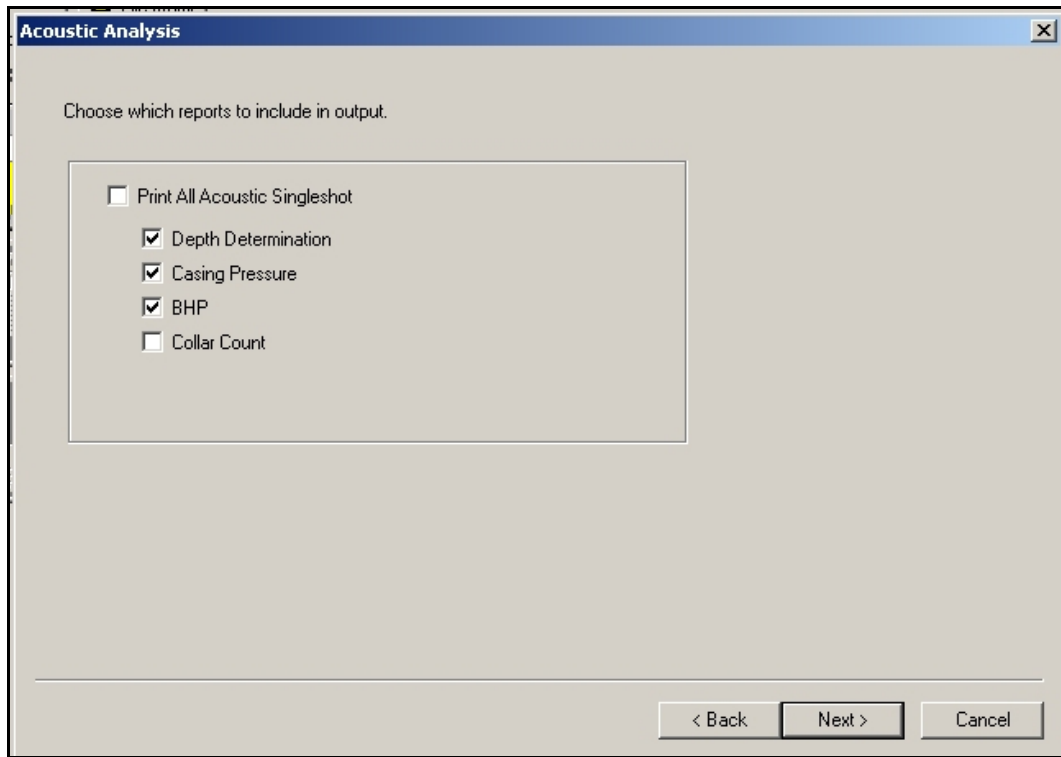 Acoustic Analysis
Choose which reports to include in output.
Print All Acoustic Singleshot
Depth Determination
Casing Pressure
BHP
Collar Count
< Back
Next >
Cancel